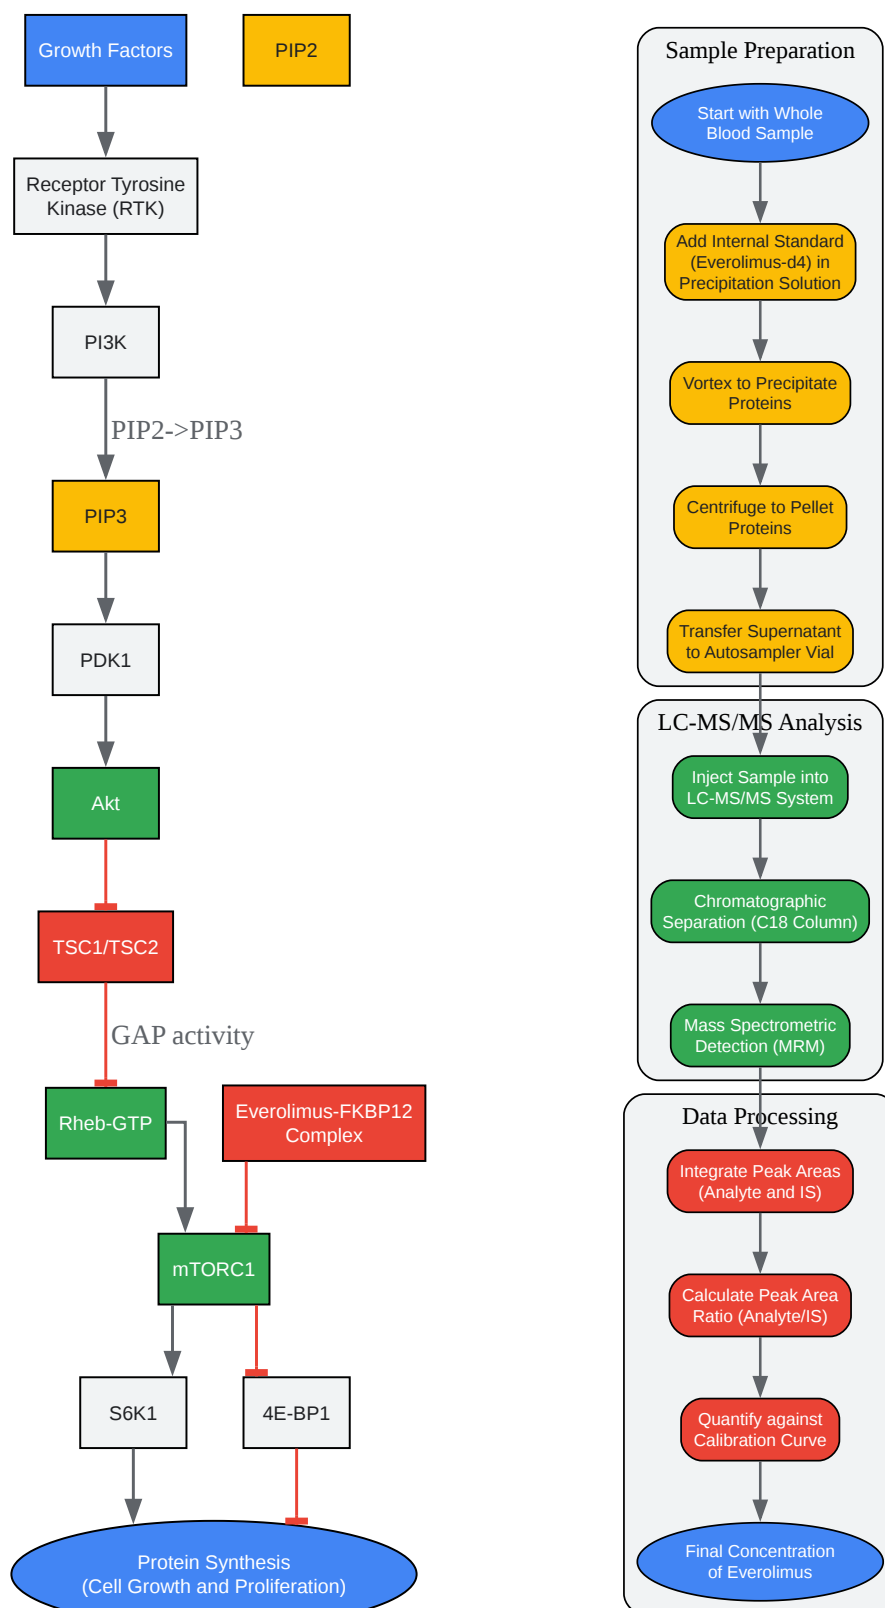 Growth Factors
PIP2
Receptor Tyrosine
Kinase (RTK)
PI3K
PIP2->PIP3
PIP3
PDK1
Akt
TSC1/TSC2
GAP activity
Rheb-GTP
Everolimus-FKBP12
Complex
mTORC1
S6K1
4E-BP1
Protein Synthesis
(Cell Growth and Proliferation)
Sample Preparation
Start with Whole
Blood Sample
Add Internal Standard
(Everolimus-d4) in
Precipitation Solution
Vortex to Precipitate
Proteins
Centrifuge to Pellet
Proteins
Transfer Supernatant
to Autosampler Vial
LC-MS/MS Analysis
Inject Sample into
LC-MS/MS System
Chromatographic
Separation (C18 Column)
Mass Spectrometric
Detection (MRM)
Data Processing
Integrate Peak Areas
(Analyte and IS)
Calculate Peak Area
Ratio (Analyte/IS)
Quantify against
Calibration Curve
Final Concentration
of Everolimus